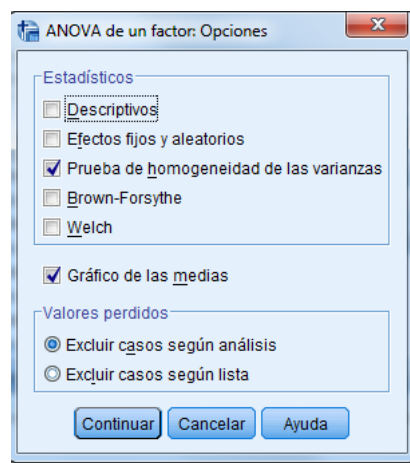 ANOVA de un factor: Opciones
Estadísticos
Descriptivos
Efectos fijos y aleatorios
Prueba de homogeneidad de las varianzas
Brown-Forsythe
Welch
Gráfico de las medias
Valores perdidos
Excluir casos según análisis
Excluir casos según lista
Continuar Cancelar Ayuda